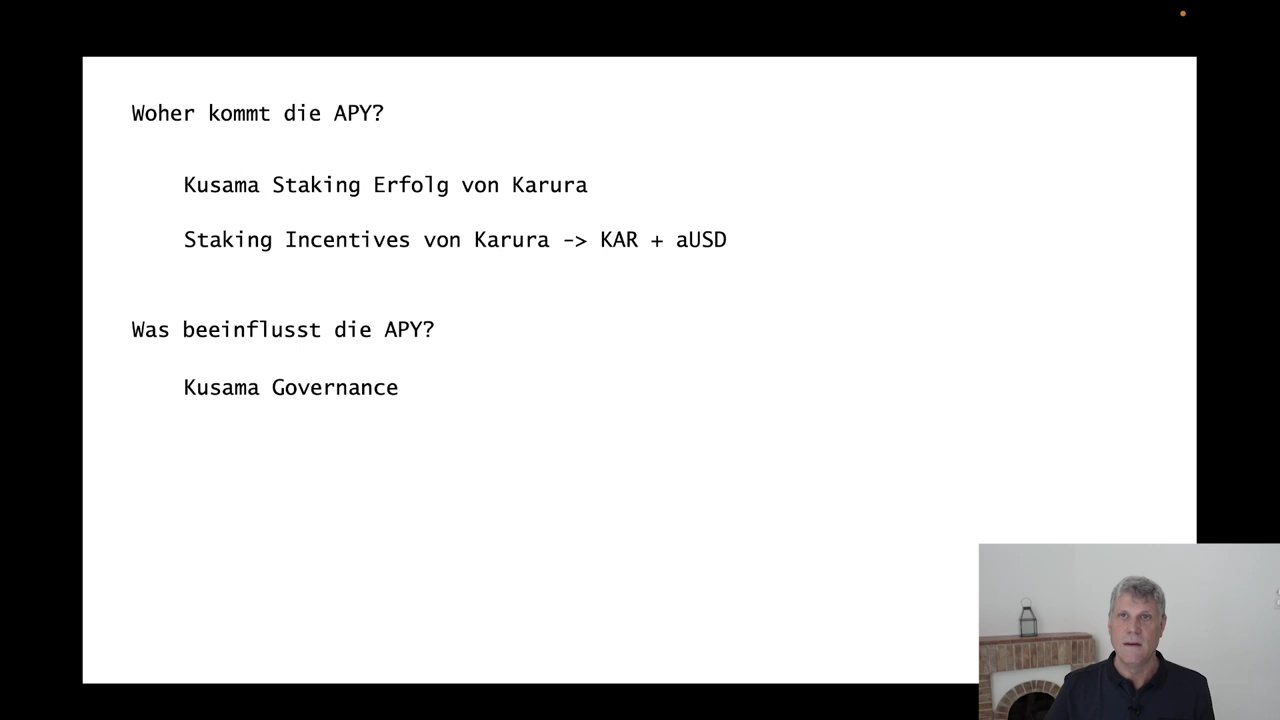 Woher kommt die APY?
Kusama Staking Erfolg von Karura
Staking Incentives von Karura -> KAR + aUSD
Was beeinflusst die APY?
Kusama Governance